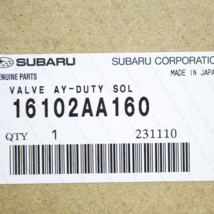 SUBARU SUBARU CORPORATION
GENUINE PARTS MADE IN JAPAN
VALVE AY-DUTY SOL
16102AA160
QTY 1 231110